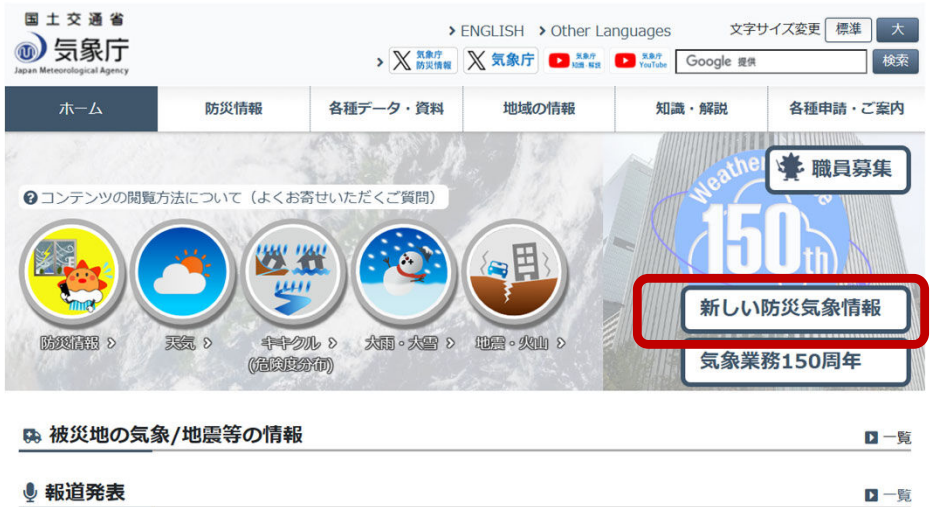 国土交通省
気象庁
Japan Meteorological Agency
ENGLISH Other Languages 文字サイズ変更 標準 大
気象庁 防災情報 気象庁 気象庁 知識・解説 気象庁 YouTube Google 提供 検索
ホーム 防災情報 各種データ・資料 地域の情報 知識・解説 各種申請・ご案内
職員募集
コンテンツの閲覧方法について（よくお寄せいただくご質問）
Weather
150th
新しい防災気象情報
防災情報 天気 キキクル 大雨・大雪 地震・火山
(危険度分布)
気象業務150周年
被災地の気象/地震等の情報 一覧
報道発表 一覧